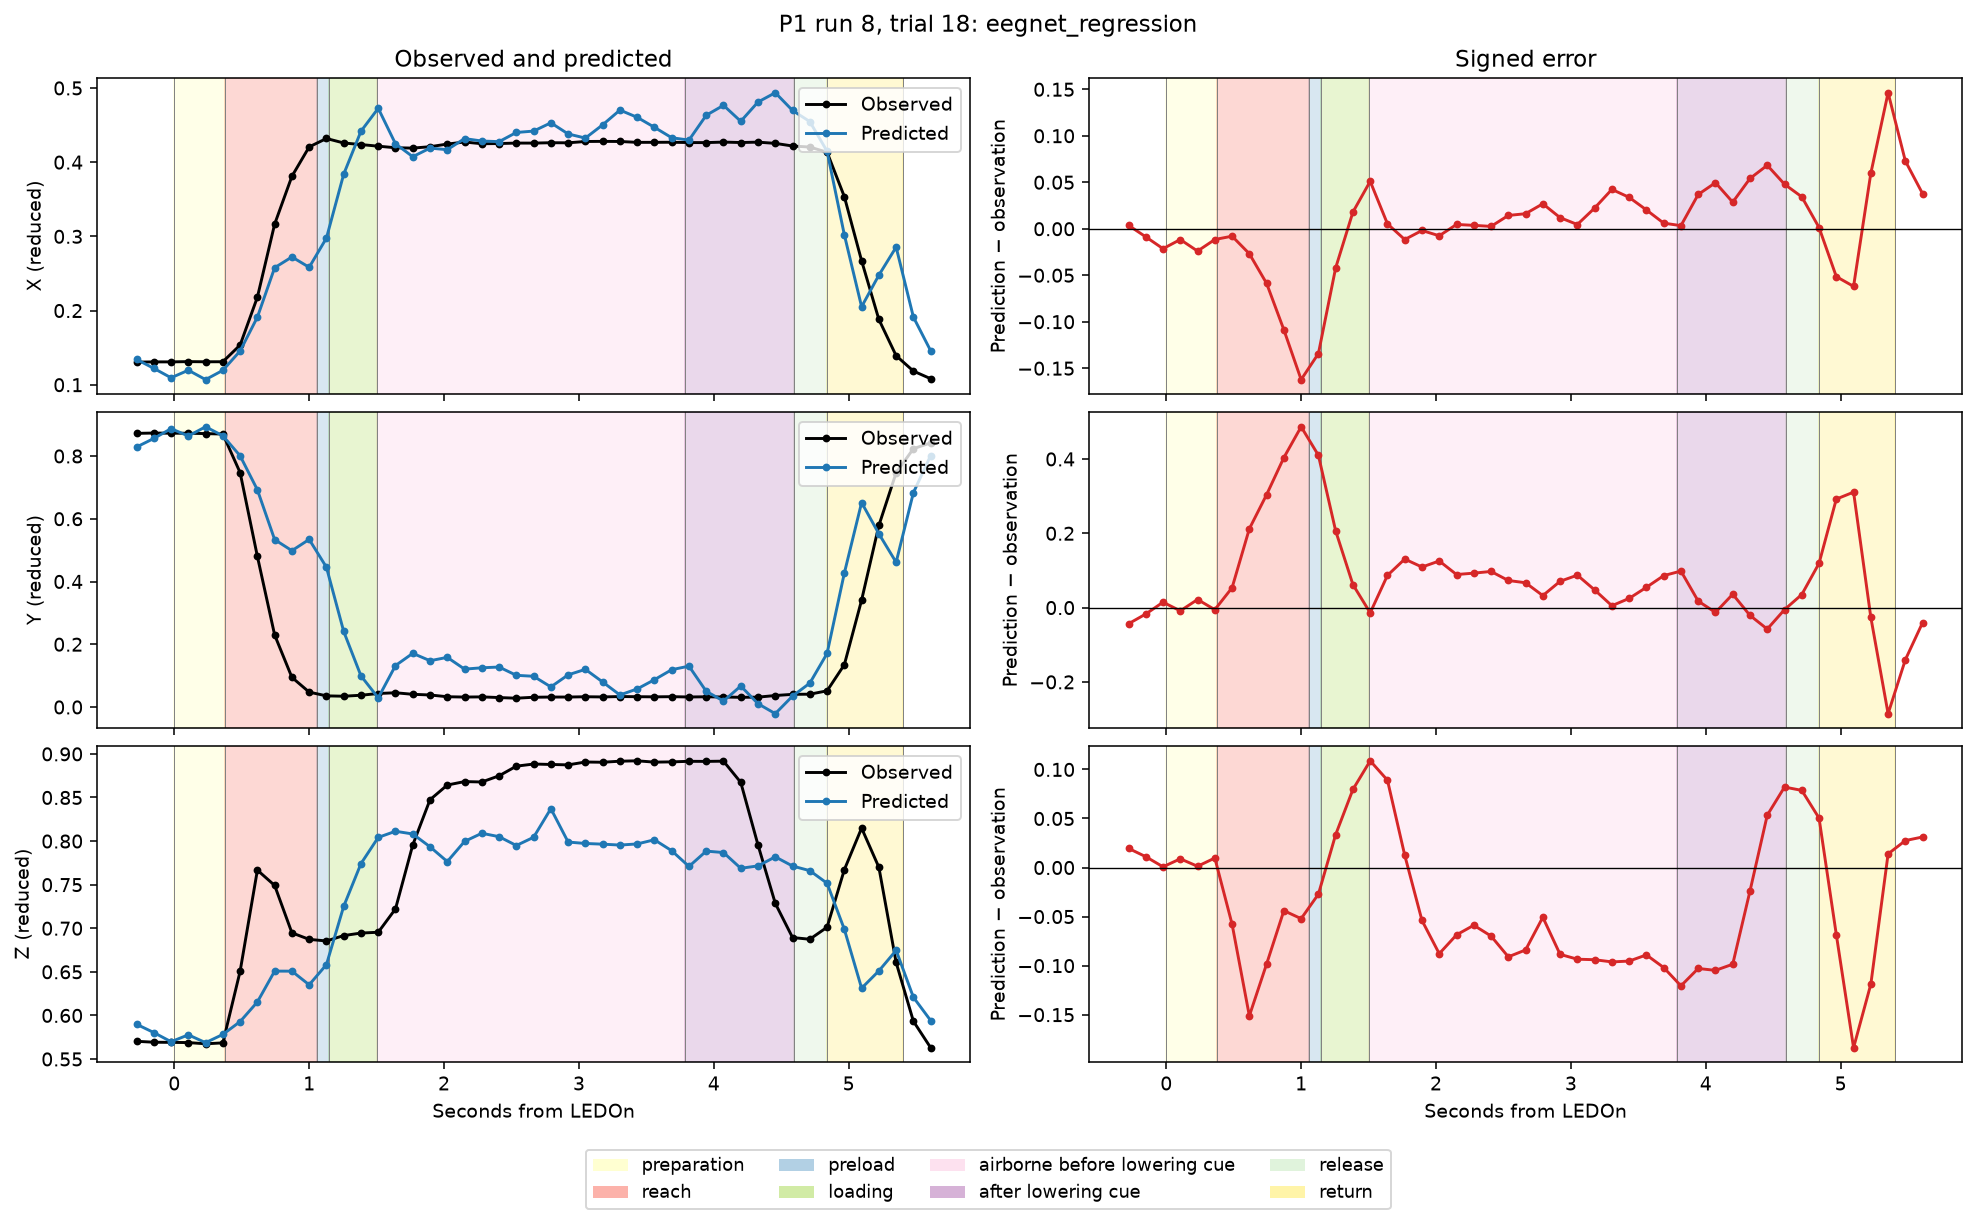 P1 run 8, trial 18: eegnet_regression
Observed and predicted
Signed error
X (reduced)
0.5
0.4
0.3
0.2
0.1
Observed
Predicted
Prediction − observation
0.15
0.10
0.05
0.00
−0.05
−0.10
−0.15
Y (reduced)
0.8
0.6
0.4
0.2
0.0
Observed
Predicted
Prediction − observation
0.4
0.2
0.0
−0.2
Z (reduced)
0.90
0.85
0.80
0.75
0.70
0.65
0.60
0.55
Observed
Predicted
Prediction − observation
0.10
0.05
0.00
−0.05
−0.10
−0.15
0 1 2 3 4 5
0 1 2 3 4 5
Seconds from LEDOn
Seconds from LEDOn
preparation preload airborne before lowering cue release
reach loading after lowering cue return